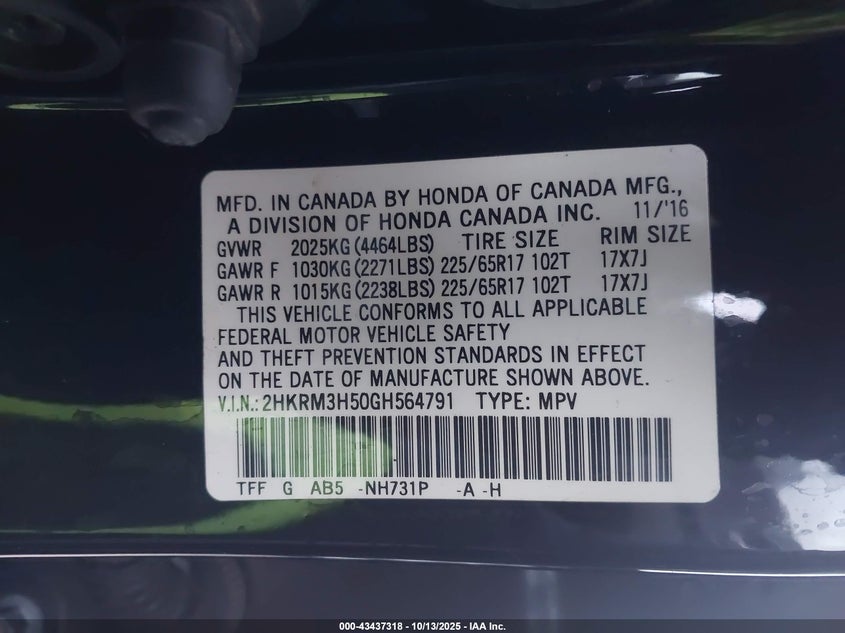 MFD. IN CANADA BY HONDA OF CANADA MFG.,
A DIVISION OF HONDA CANADA INC. 11/'16
GVWR 2025KG(4464LBS) TIRE SIZE RIM SIZE
GAWR F 1030KG(2271LBS) 225/65R17 102T 17X7J
GAWR R 1015KG(2238LBS) 225/65R17 102T 17X7J
THIS VEHICLE CONFORMS TO ALL APPLICABLE
FEDERAL MOTOR VEHICLE SAFETY
AND THEFT PREVENTION STANDARDS IN EFFECT
ON THE DATE OF MANUFACTURE SHOWN ABOVE.
V.I.N.: 2HKRM3H50GH564791 TYPE: MPV
TFF G AB5 -NH731P -A -H
000-43437318 - 10/13/2025 - IAA Inc.